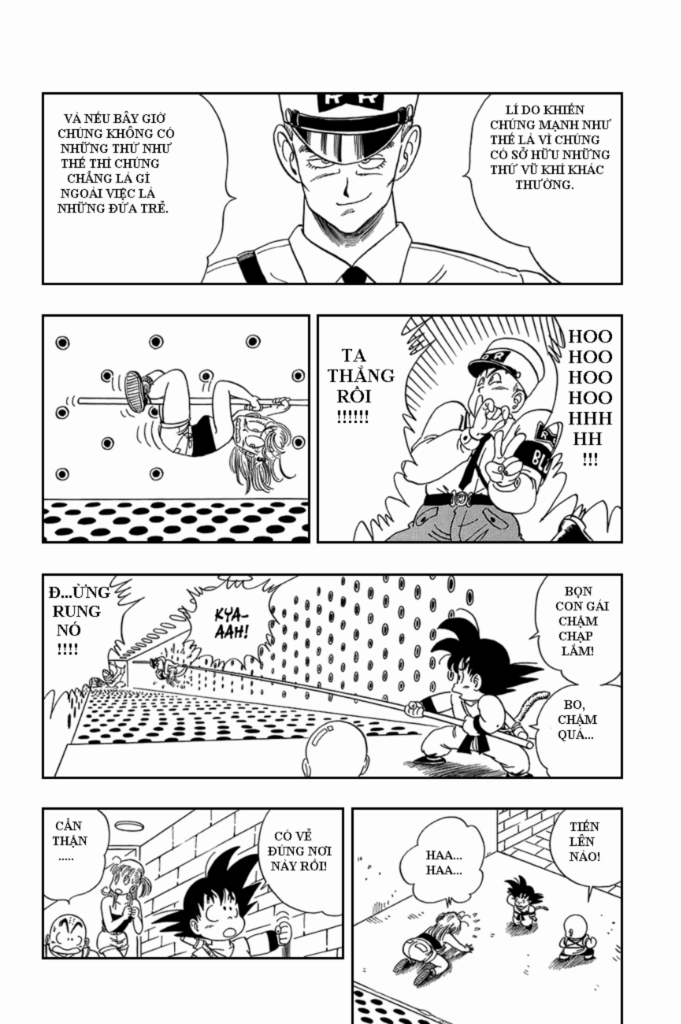 LÍ DO KHIẾN
CHÚNG MẠNH NHƯ
THẾ LÀ VÌ CHÚNG
CÓ SỞ HỮU NHỮNG
THỨ VŨ KHÍ KHÁC
THƯỜNG.
VẢ NẾU BÂY GIỜ
CHÚNG KHÔNG CÓ
NHỮNG THỨ NHƯ
THẾ THÌ CHÚNG
CHẲNG LÀ GÌ
NGOÀI VIỆC LÀ
NHỮNG ĐỨA TRẺ.
R R
TA
THẮNG
RÔI
!!!!!!
HOO
HOO
HOO
HOO
HHH
HH
!!!
R R
R
BLU
Đ...ỪNG
RUNG
NÓ
!!!!
KYA-
AAH!
BỌN
CON GÁI
CHẬM
CHẠP
LẮM!
BO,
CHẬM
QUÁ...
CẨN
THẬN
.....
CÓ VẺ
ĐÚNG NƠI
NÀY RỒI!
HAA...
HAA...
TIẾN
LÊN
NÀO!